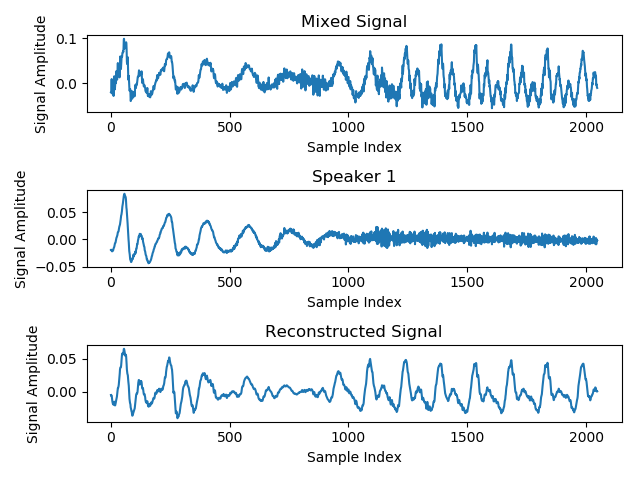 Mixed Signal
Signal Amplitude
0.1
0.0
0 500 1000 1500 2000
Sample Index
Speaker 1
Signal Amplitude
0.05
0.00
−0.05
0 500 1000 1500 2000
Sample Index
Reconstructed Signal
Signal Amplitude
0.05
0.00
0 500 1000 1500 2000
Sample Index